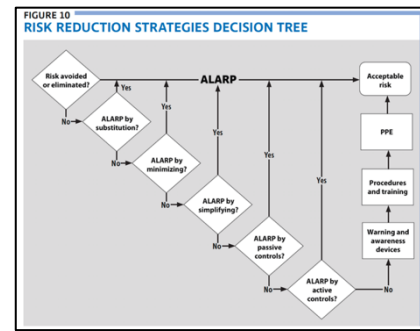 FIGURE 10
RISK REDUCTION STRATEGIES DECISION TREE
Risk avoided
or eliminated?
ALARP
Acceptable
risk
Yes
No
ALARP by
substitution?
Yes
No
ALARP by
minimizing?
Yes
No
ALARP by
simplifying?
Yes
No
ALARP by
passive
controls?
Yes
No
ALARP by
active
controls?
No
Warning and
awareness
devices
Procedures
and training
PPE